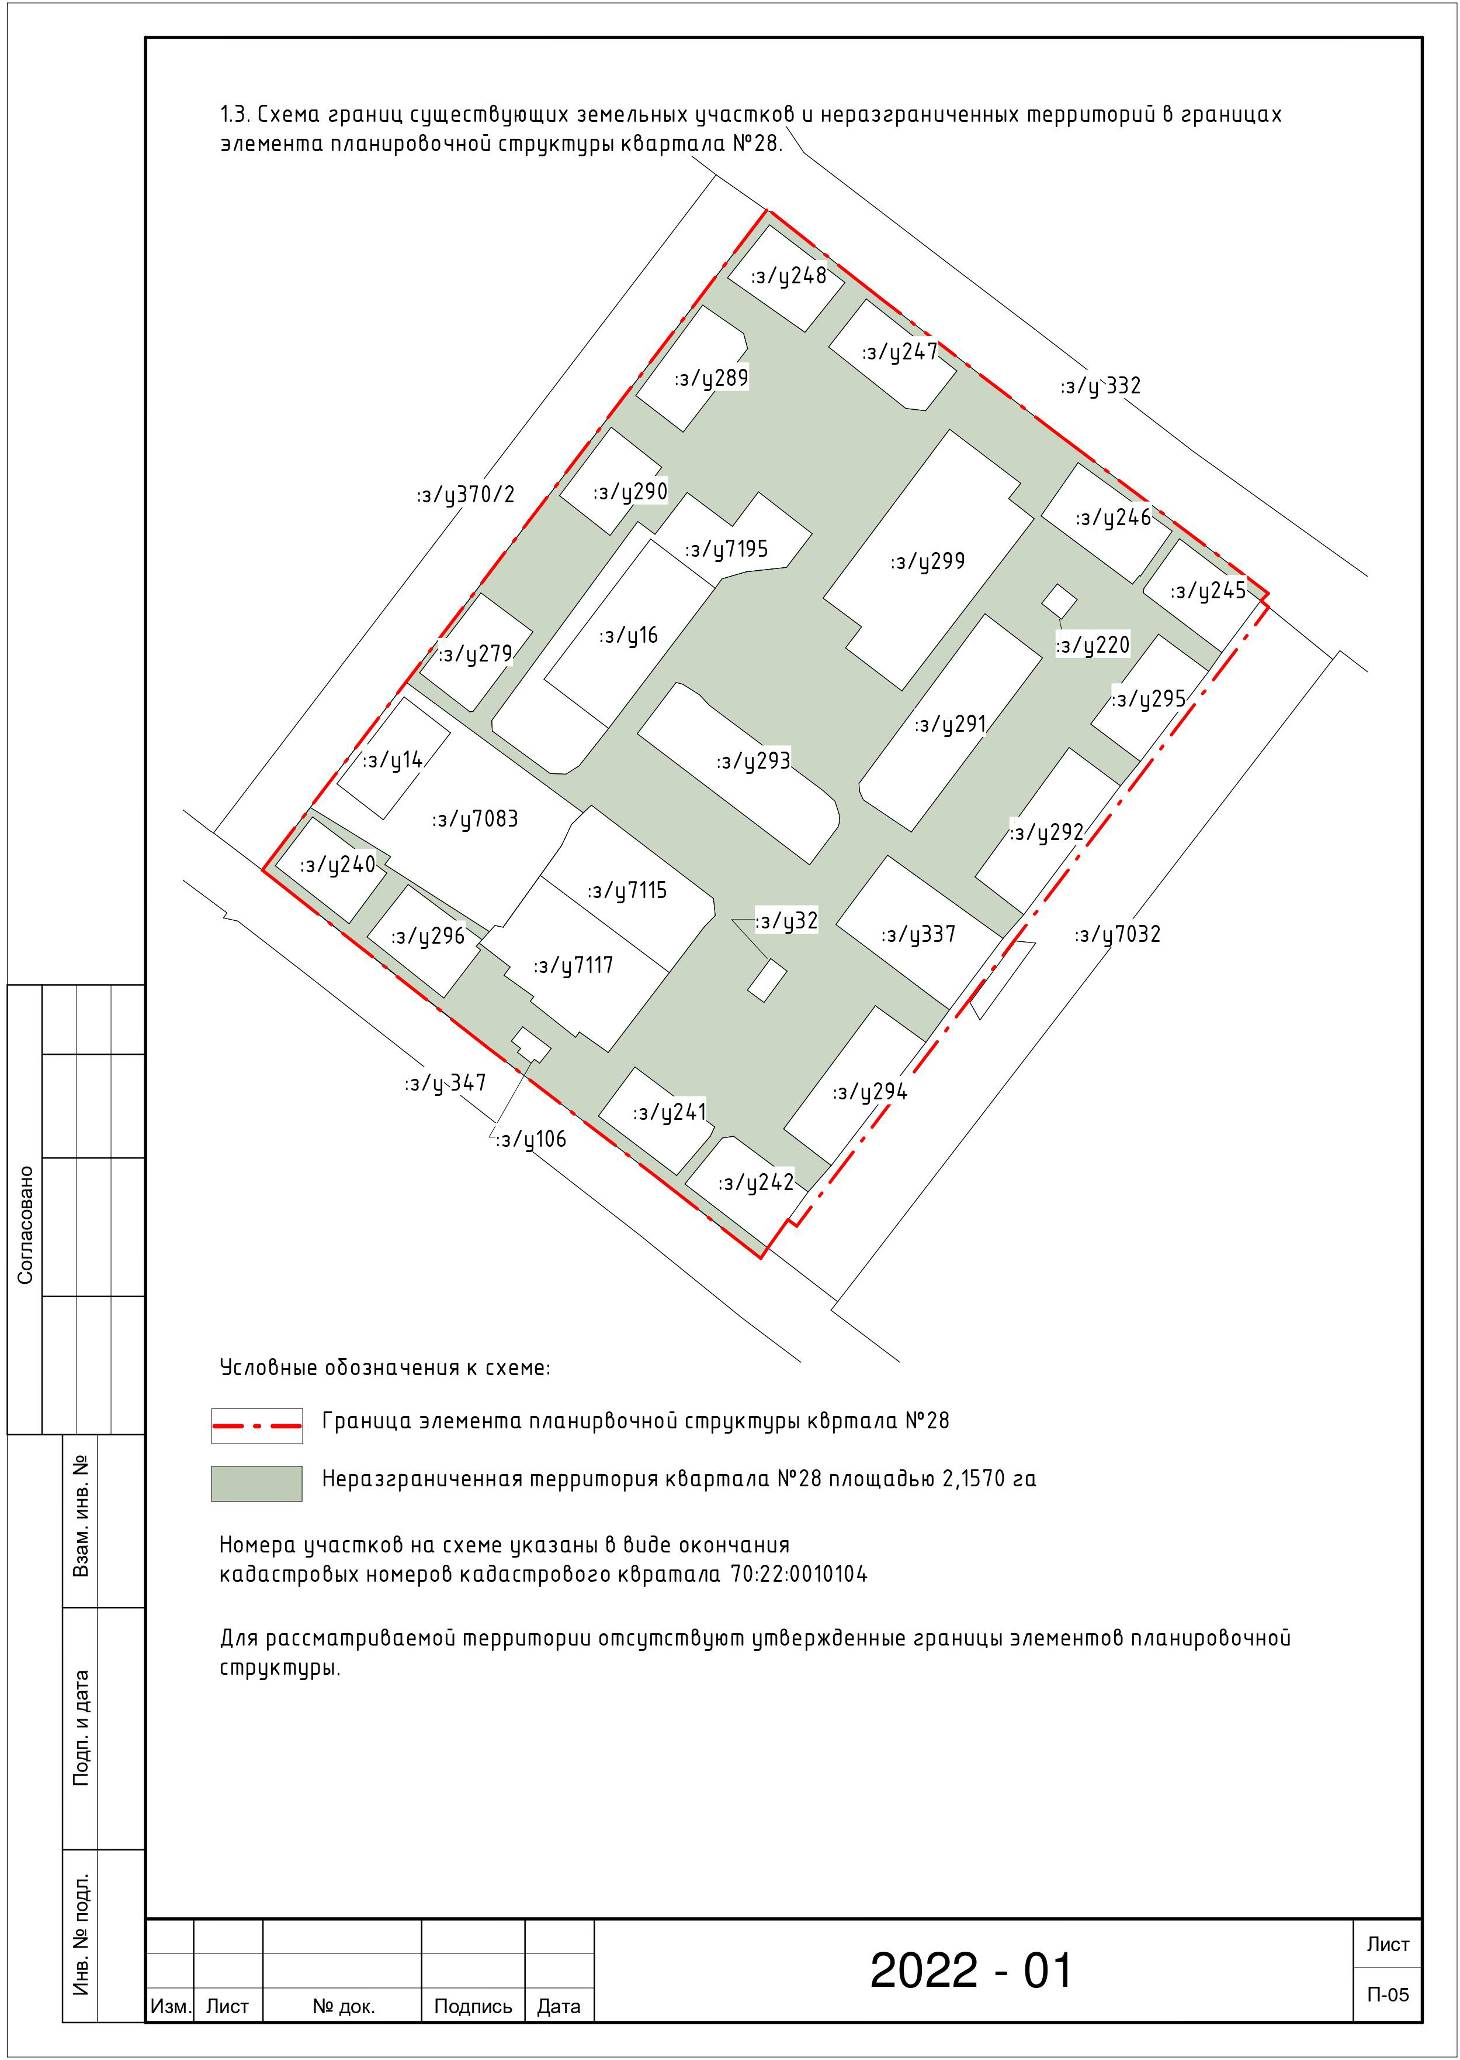 1.3. Схема границ существующих земельных участков и неразграниченных территорий в границах
элемента планировочной структуры квартала №28.
:з/у248
:з/у247
:з/у 332
:з/у289
:з/у370/2
:з/у290
:з/у246
:з/у7195
:з/у299
:з/у245
:з/у16
:з/у220
:з/у279
:з/у295
:з/у291
:з/у14
:з/у293
:з/у7083
:з/у292
:з/у240
:з/у7115
:з/у32
:з/у296
:з/у337
:з/у7032
:з/у7117
:з/у 347
:з/у294
:з/у241
:з/у106
:з/у242
Условные обозначения к схеме:
Граница элемента планирвочной структуры квртала №28
Неразграниченная территория квартала №28 площадью 2,1570 га
Номера участков на схеме указаны в виде окончания
кадастровых номеров кадастрового квратала 70:22:0010104
Для рассматриваемой территории отсутствуют утвержденные границы элементов планировочной
структуры.
Согласовано
Взам. инв. №
Подп. и дата
Инв. № подл.
Изм. Лист № док. Подпись Дата
2022 - 01
Лист
П-05